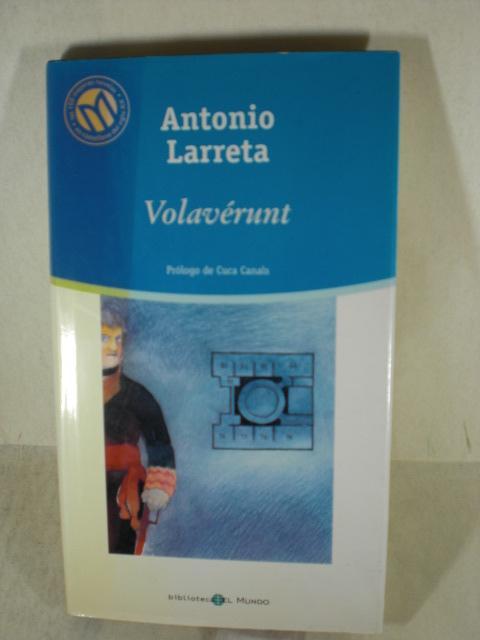 Antonio
Larreta
Volavérunt
Prólogo de Cuca Canals
biblioteca EL MUNDO